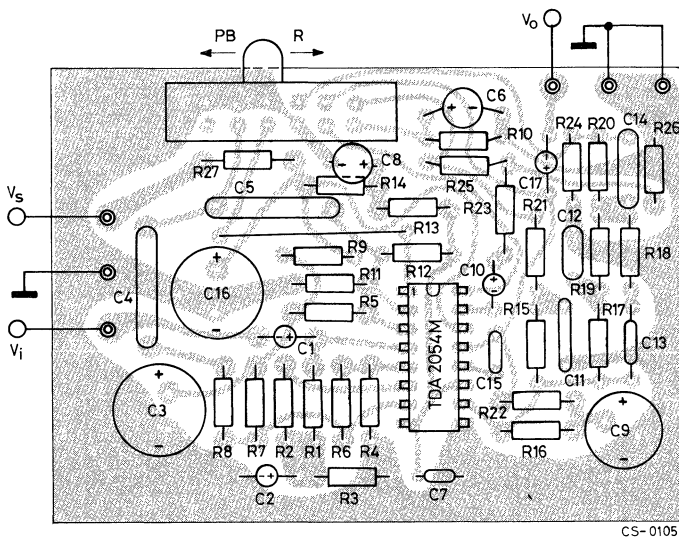 PB R
Vo
C6
R10
C8
R27
R14
C5
R25
R23
C17
R24
R20
C14
R26
Vs
R13
R21
C12
R18
R9
R12
C10
C4
C16
R11
R5
R19
R15
R17
Vi
C1
TDA 2054M
C15
C11
C13
C3
R22
C9
R8 R7 R2 R1 R6 R4
R16
C2
R3
C7
CS-0105